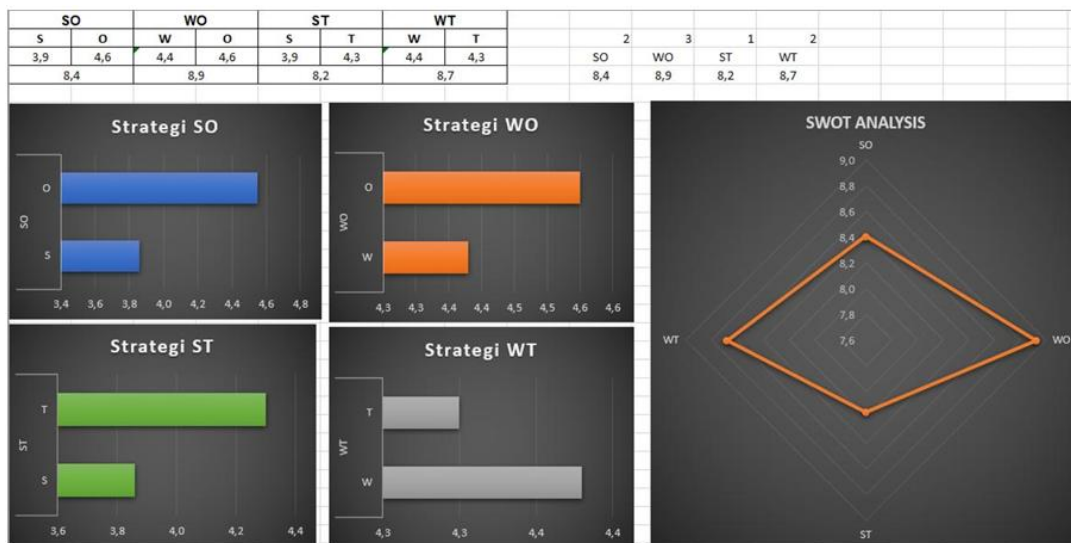 SO WO ST WT
S O W O S T W T
3,9 4,6 4,4 4,6 3,9 4,3 4,4 4,3
8,4 8,9 8,2 8,7
2 3 1 2
SO WO ST WT
8,4 8,9 8,2 8,7
Strategi SO
O
S
SO
3,4 3,6 3,8 4,0 4,2 4,4 4,6 4,8
Strategi WO
O
W
WO
4,3 4,3 4,4 4,4 4,5 4,5 4,6 4,6
Strategi ST
T
S
ST
3,6 3,8 4,0 4,2 4,4
Strategi WT
T
W
WT
4,3 4,3 4,4 4,4
SWOT ANALYSIS
SO
9,0
8,8
8,6
8,4
8,2
8,0
7,8
7,6
WT
WO
ST